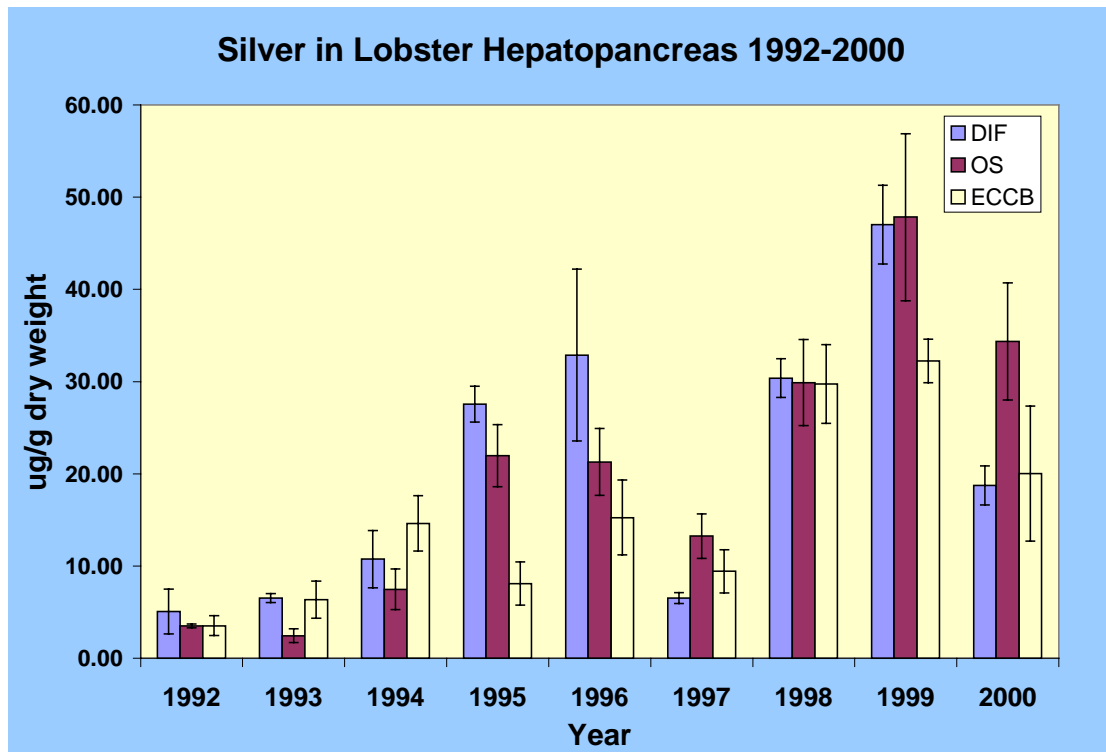 Silver in Lobster Hepatopancreas 1992-2000
60.00
50.00
40.00
30.00
20.00
10.00
0.00
ug/g dry weight
DIF
OS
ECCB
1992 1993 1994 1995 1996 1997 1998 1999 2000
Year